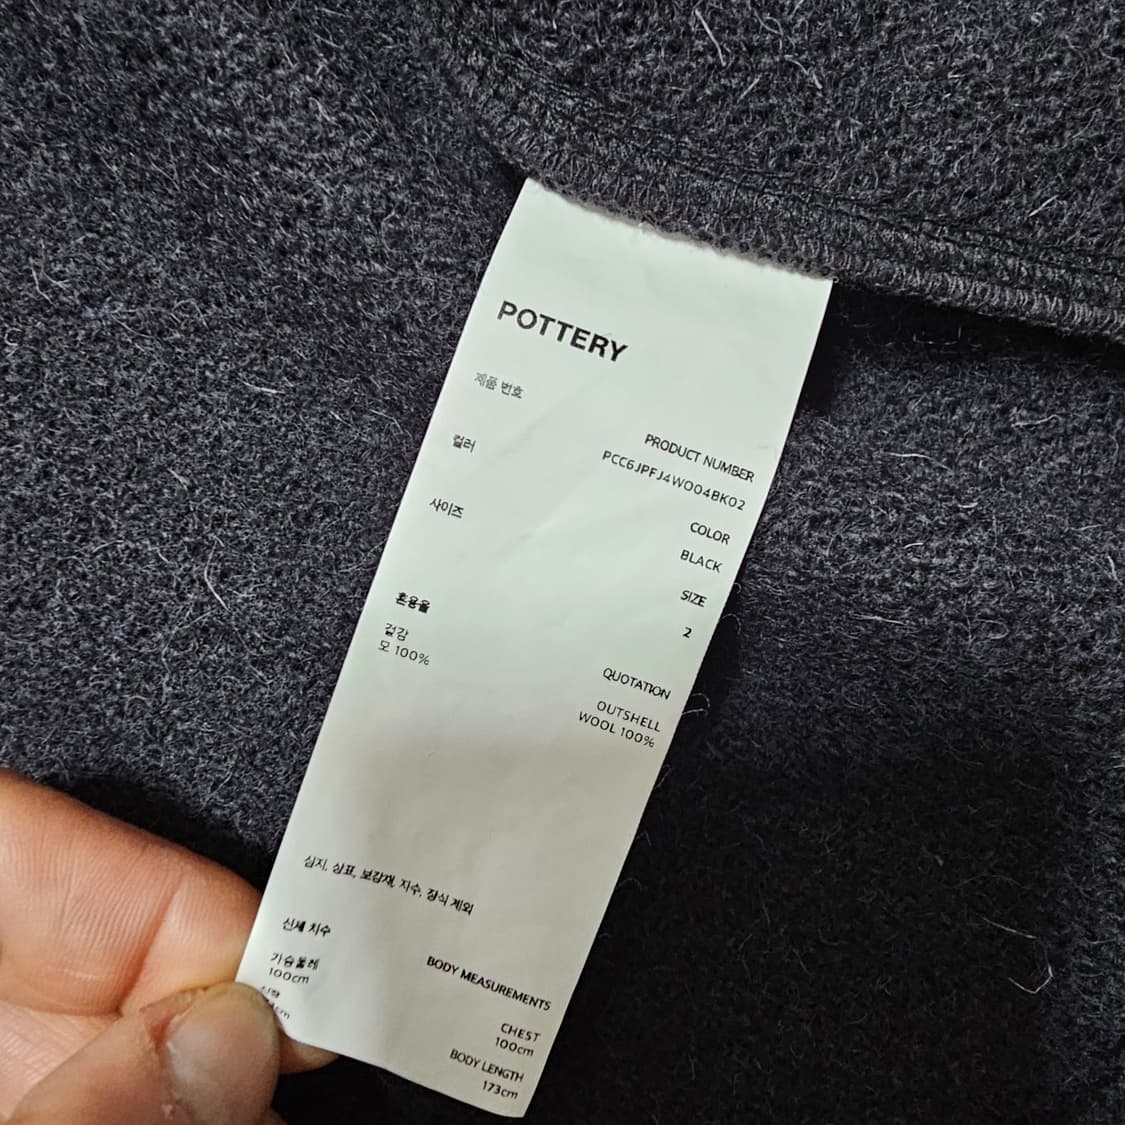 POTTERY
제품 번호
PRODUCT NUMBER
PCC6JPFJ4WO04BK02
컬러
COLOR
BLACK
사이즈
SIZE
2
혼용율
QUOTATION
겉감
모 100%
OUTSHELL
WOOL 100%
심지, 상표, 보강재, 자수, 장식 제외
신체 치수
BODY MEASUREMENTS
가슴둘레
100cm
CHEST
100cm
BODY LENGTH
173cm